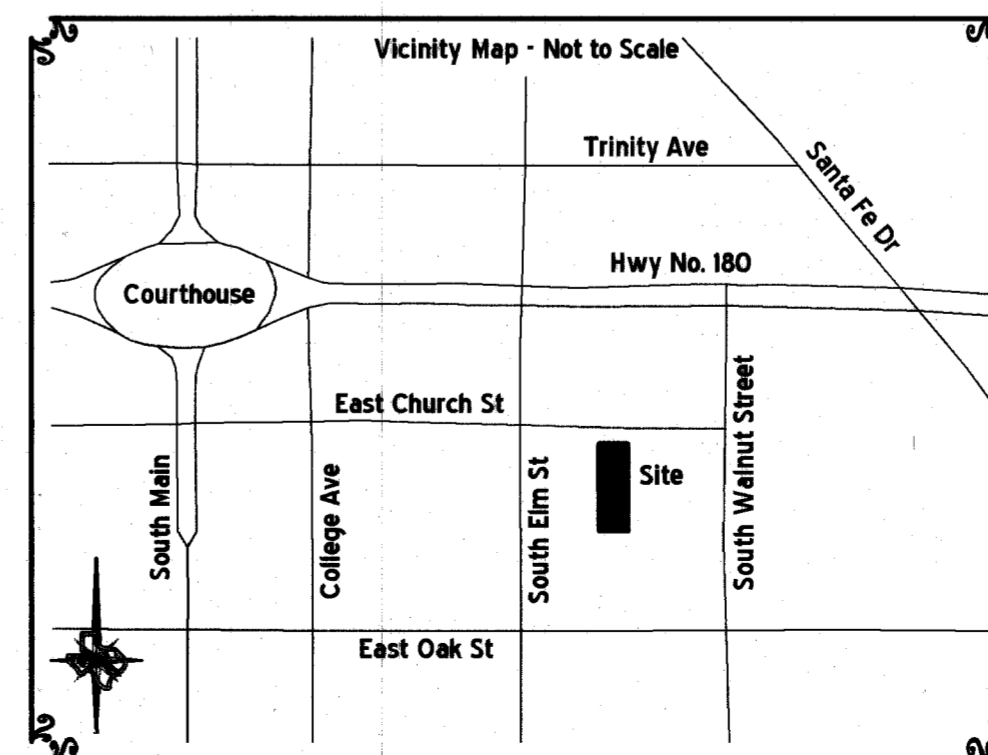 Vicinity Map - Not to Scale
Trinity Ave
Santa Fe Dr
Hwy No. 180
Courthouse
East Church St
South Main
College Ave
South Elm St
Site
South Walnut Street
East Oak St